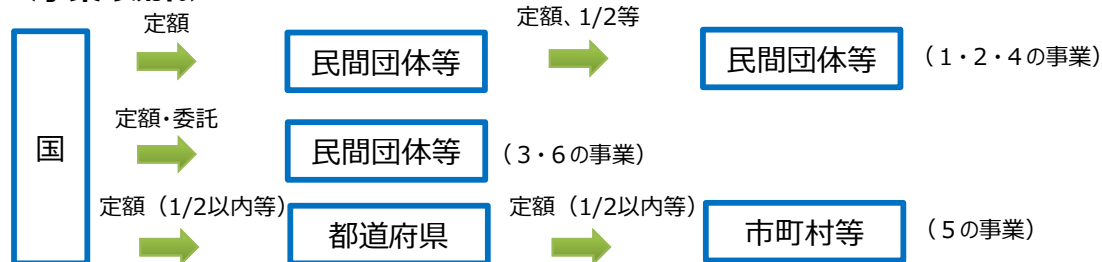 定額
定額、1/2等
国
民間団体等
民間団体等
（1・2・4の事業）
定額・委託
民間団体等
（3・6の事業）
定額（1/2以内等）
定額（1/2以内等）
都道府県
市町村等
（5の事業）